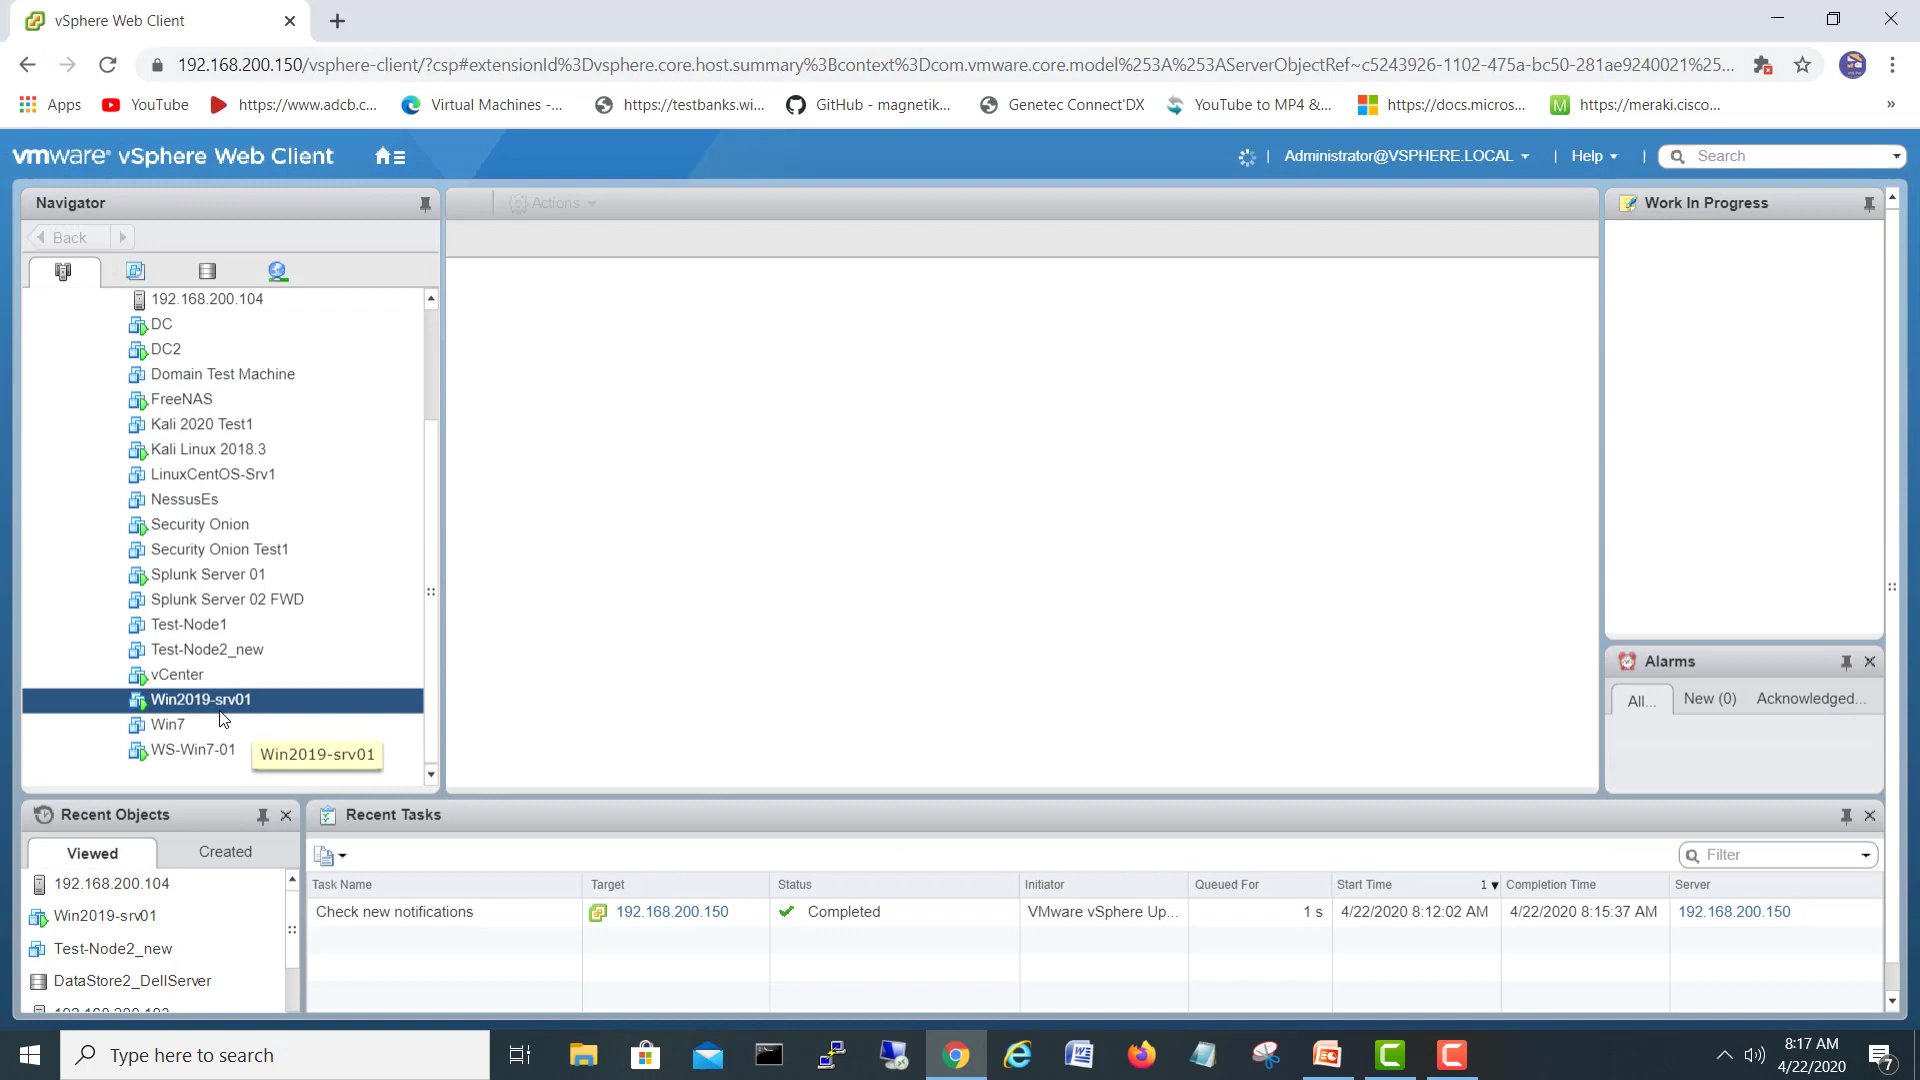 vSphere Web Client
192.168.200.150/vsphere-client/?csp#extensionId%3Dvsphere.core.host.summary%3Bcontext%3Dcom.vmware.core.model%253A%253AServerObjectRef~c5243926-1102-475a-bc50-281ae9240021%25...
Apps YouTube https://www.adcb.c... Virtual Machines -... https://testbanks.wi... GitHub - magnetik... Genetec Connect'DX YouTube to MP4 &... https://docs.micros... M https://meraki.cisco... »
vmware® vSphere Web Client Administrator@VSPHERE.LOCAL | Help | Search
Navigator Actions Work In Progress
Back
192.168.200.104
DC
DC2
Domain Test Machine
FreeNAS
Kali 2020 Test1
Kali Linux 2018.3
LinuxCentOS-Srv1
NessusEs
Security Onion
Security Onion Test1
Splunk Server 01
Splunk Server 02 FWD
Test-Node1
Test-Node2_new
vCenter
Win2019-srv01
Win7
WS-Win7-01
Win2019-srv01
Alarms
All... New (0) Acknowledged...
Recent Objects
Viewed Created
192.168.200.104
Win2019-srv01
Test-Node2_new
DataStore2_DellServer
Recent Tasks
Filter
Task Name Target Status Initiator Queued For Start Time 1 ▼ Completion Time Server
Check new notifications 192.168.200.150 Completed VMware vSphere Up... 1 s 4/22/2020 8:12:02 AM 4/22/2020 8:15:37 AM 192.168.200.150
Type here to search
8:17 AM
4/22/2020
7